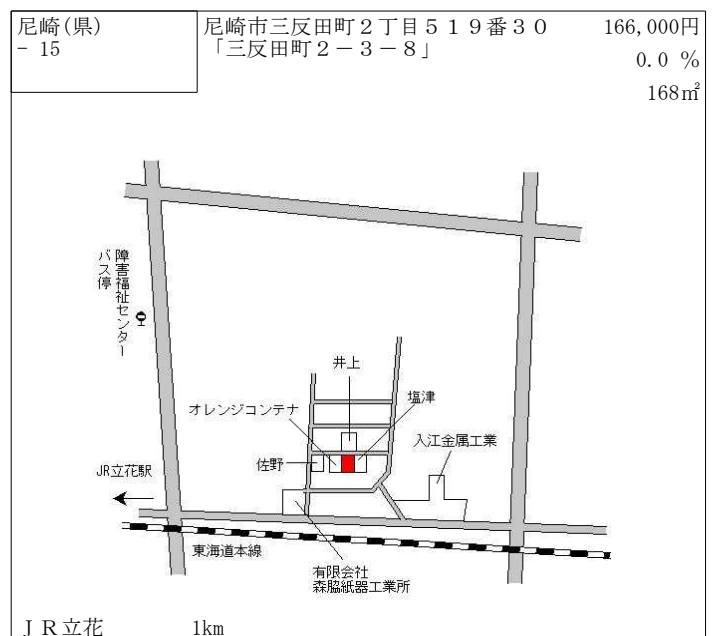 尼崎(県)
- 15
尼崎市三反田町２丁目５１９番３０
「三反田町２－３－８」
166,000円
0.0 %
168㎡
障害福祉センター
バス停
井上
塩津
オレンジコンテナ
入江金属工業
佐野
JR立花駅
東海道本線
有限会社
森脇紙器工業所
ＪＲ立花 1km